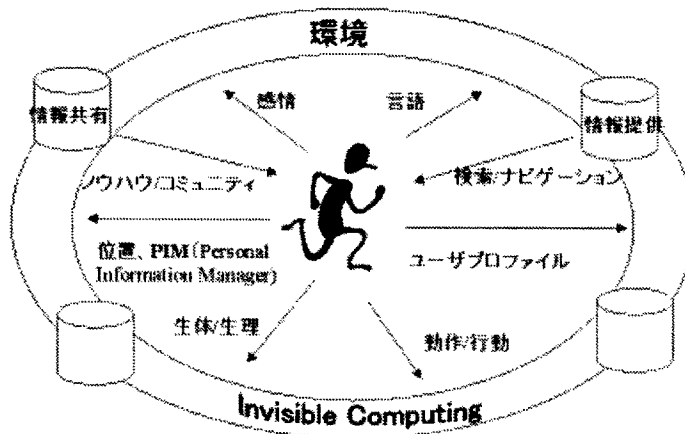 環境
感情
言語
情報共有
情報提供
ノウハウ/コミュニティ
検索/ナビゲーション
位置、PIM(Personal
Information Manager)
ユーザプロファイル
生体/生理
動作/行動
Invisible Computing